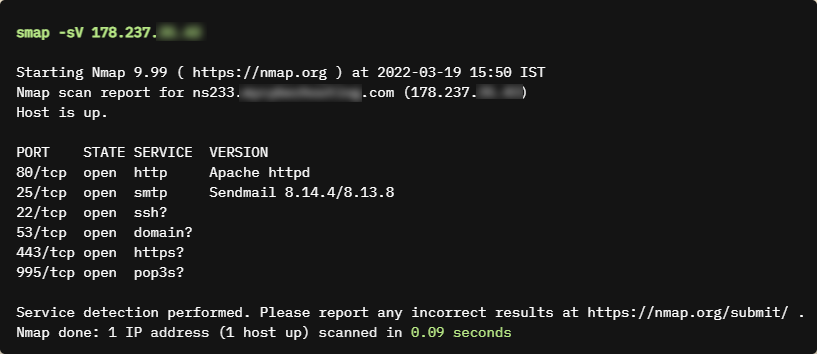 smap -sV 178.237.
Starting Nmap 9.99 ( https://nmap.org ) at 2022-03-19 15:50 IST
Nmap scan report for ns233. .com (178.237. )
Host is up.
PORT    STATE SERVICE  VERSION
80/tcp  open  http     Apache httpd
25/tcp  open  smtp     Sendmail 8.14.4/8.13.8
22/tcp  open  ssh?
53/tcp  open  domain?
443/tcp open  https?
995/tcp open  pop3s?
Service detection performed. Please report any incorrect results at https://nmap.org/submit/ .
Nmap done: 1 IP address (1 host up) scanned in 0.09 seconds